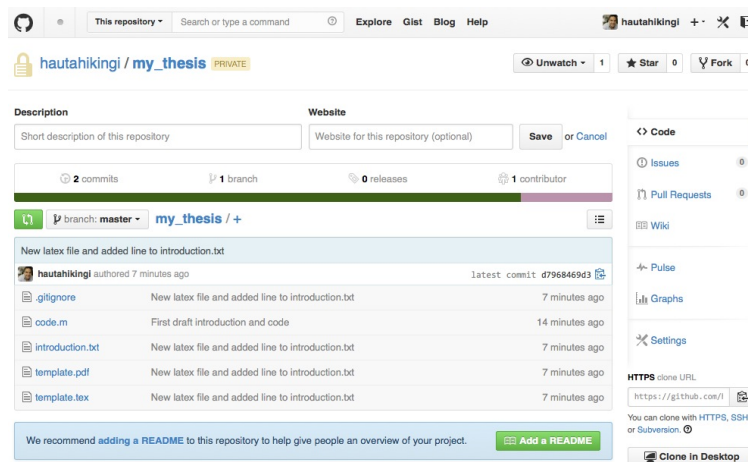 This repository Search or type a command Explore Gist Blog Help hautahikingi
hautahikingi / my_thesis PRIVATE Unwatch 1 Star 0 Fork
Description Website
Short description of this repository Website for this repository (optional) Save or Cancel
2 commits 1 branch 0 releases 1 contributor
branch: master my_thesis / +
New latex file and added line to introduction.txt
hautahikingi authored 7 minutes ago latest commit d7968469d3
.gitignore New latex file and added line to introduction.txt 7 minutes ago
code.m First draft introduction and code 14 minutes ago
introduction.txt New latex file and added line to introduction.txt 7 minutes ago
template.pdf New latex file and added line to introduction.txt 7 minutes ago
template.tex New latex file and added line to introduction.txt 7 minutes ago
We recommend adding a README to this repository to help give people an overview of your project. Add a README
<> Code
Issues 0
Pull Requests 0
Wiki
Pulse
Graphs
Settings
HTTPS clone URL
https://github.com/
You can clone with HTTPS, SSH
or Subversion.
Clone in Desktop